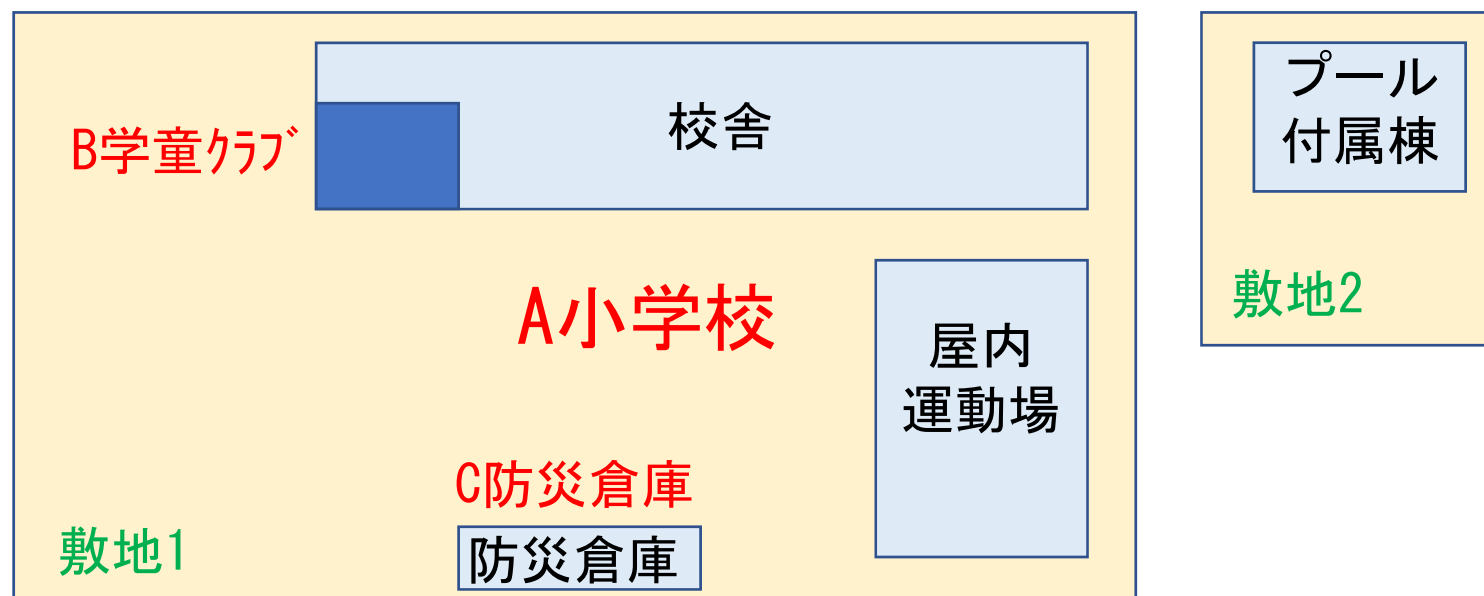 校舎
B学童ｸﾗﾌﾞ
A小学校
屋内
運動場
C防災倉庫
防災倉庫
敷地1
プール
付属棟
敷地2